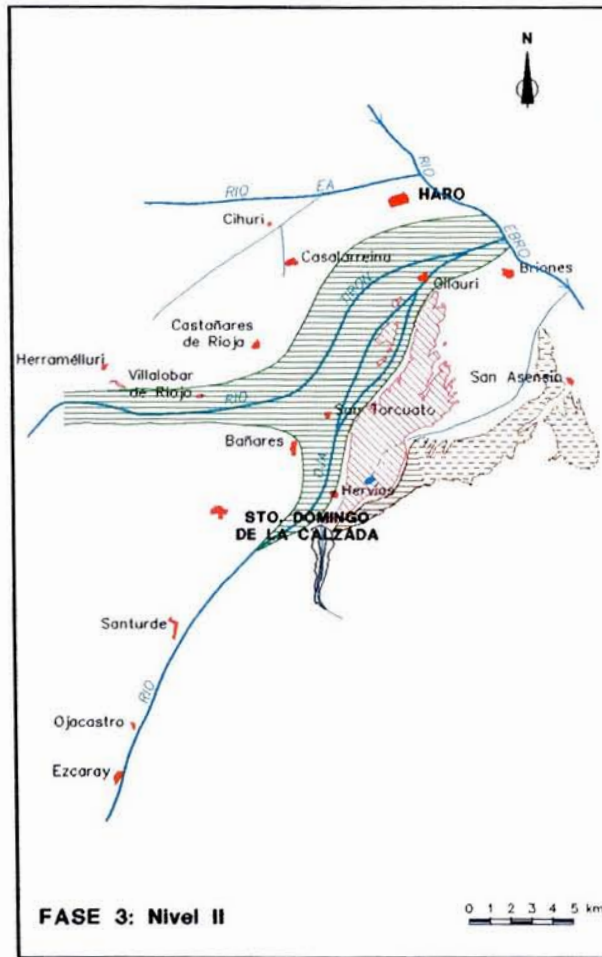 N
RIO
EA
RIO
HARO
Cihuri
EBRO
Casalarreina
Briones
TIRON
Ollauri
Castañares
de Rioja
Herramélluri
Villalobar
de Rioja
San Asensio
RIO
San Torcuato
Bañares
OJA
Hervias
STO. DOMINGO
DE LA CALZADA
Santurde
RIO
Ojacastro
Ezcaray
FASE 3: Nivel II
0 1 2 3 4 5 km